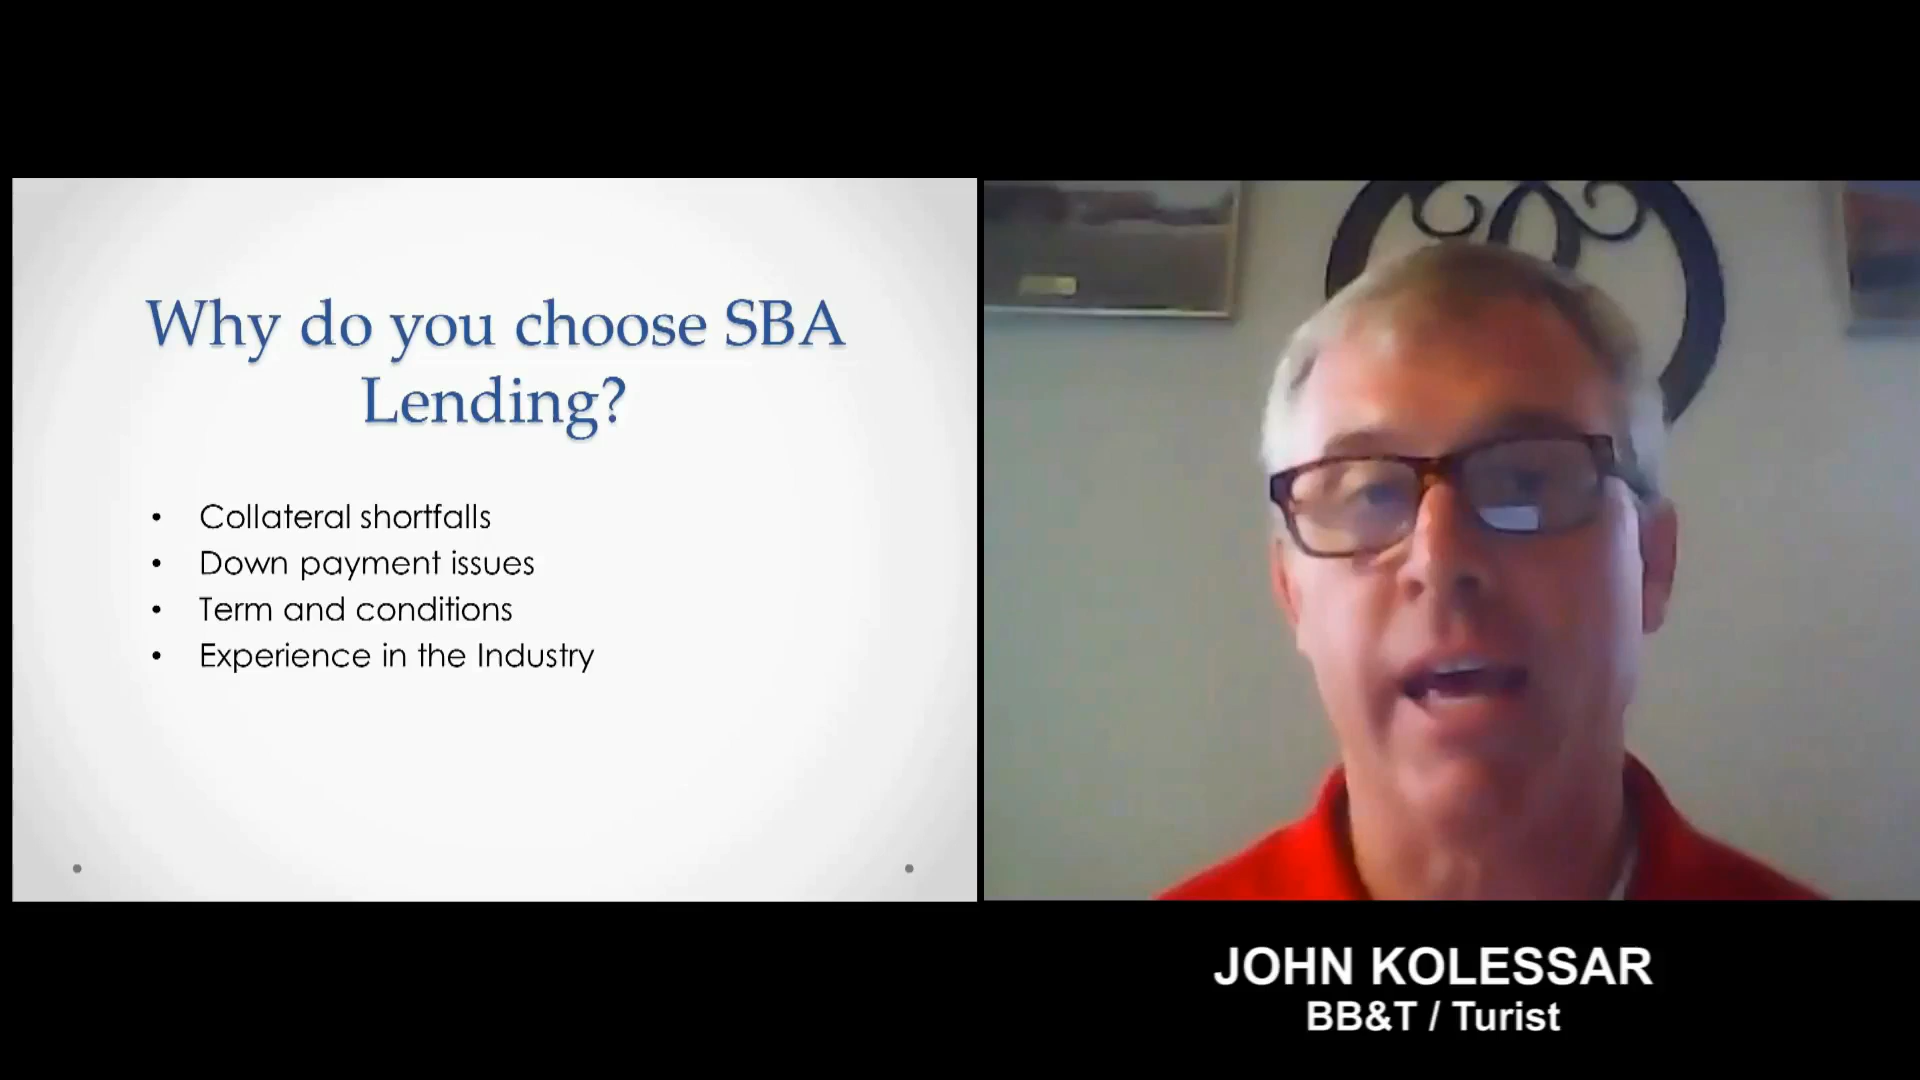 Why do you choose SBA
Lending?
• Collateral shortfalls
• Down payment issues
• Term and conditions
• Experience in the Industry
JOHN KOLESSAR
BB&T / Turist